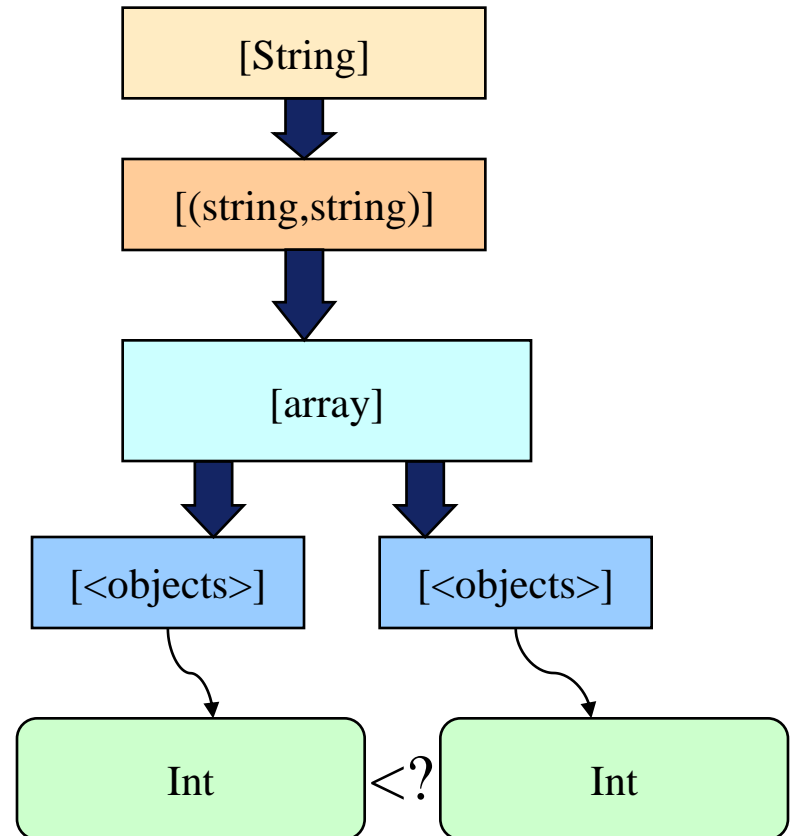 [String]
[(string,string)]
[array]
[<objects>] [<objects>]
Int <? Int